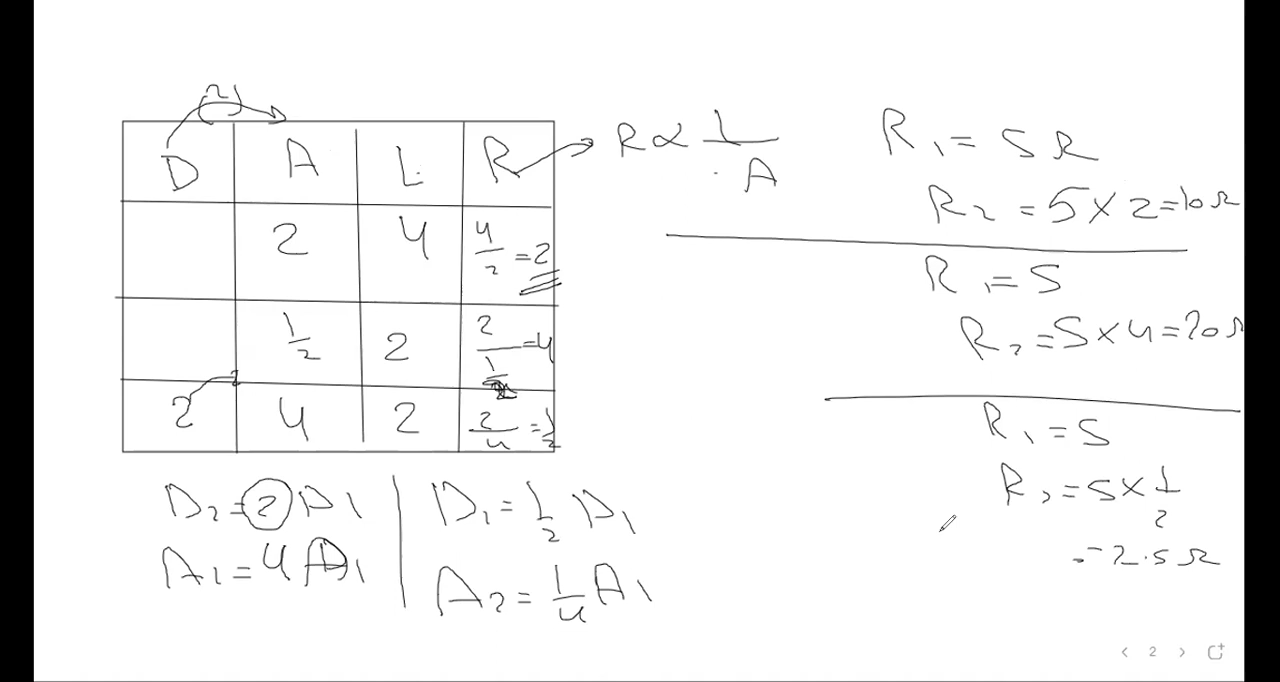 (2)
D A L R
2 4 4/2 =2
1/2 2 2/1/2 =4
2 4 2 2/4 =1/2
R ∝ 1/A
R1 = 5Ω
R2 = 5 × 2 = 10Ω
R1 = 5
R2 = 5 × 4 = 20Ω
R1 = 5
R2 = 5 × 1/2
= 2.5 Ω
D2 = 2 D1
A1 = 4 A1
D1 = 1/2 D1
A2 = 1/4 A1
< 2 >